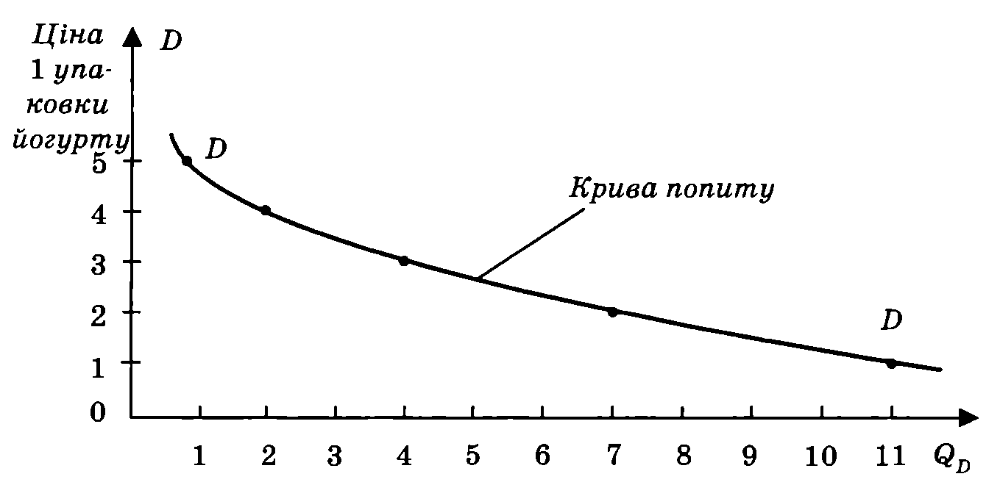 Ціна
1 упа-
ковки
йогурту
D
D
Крива попиту
D
5
4
3
2
1
0
1 2 3 4 5 6 7 8 9 10 11 Q_D